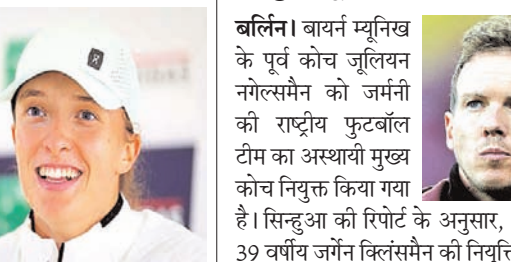 बर्लिन। बायर्न म्यूनिख
के पूर्व कोच जूलियन
नगेल्समैन को जर्मनी
की राष्ट्रीय फुटबॉल
टीम का अस्थायी मुख्य
कोच नियुक्त किया गया
है। सिन्हुआ की रिपोर्ट के अनुसार,
39 वर्षीय जर्गेन क्लिंसमैन की नियुक्ति